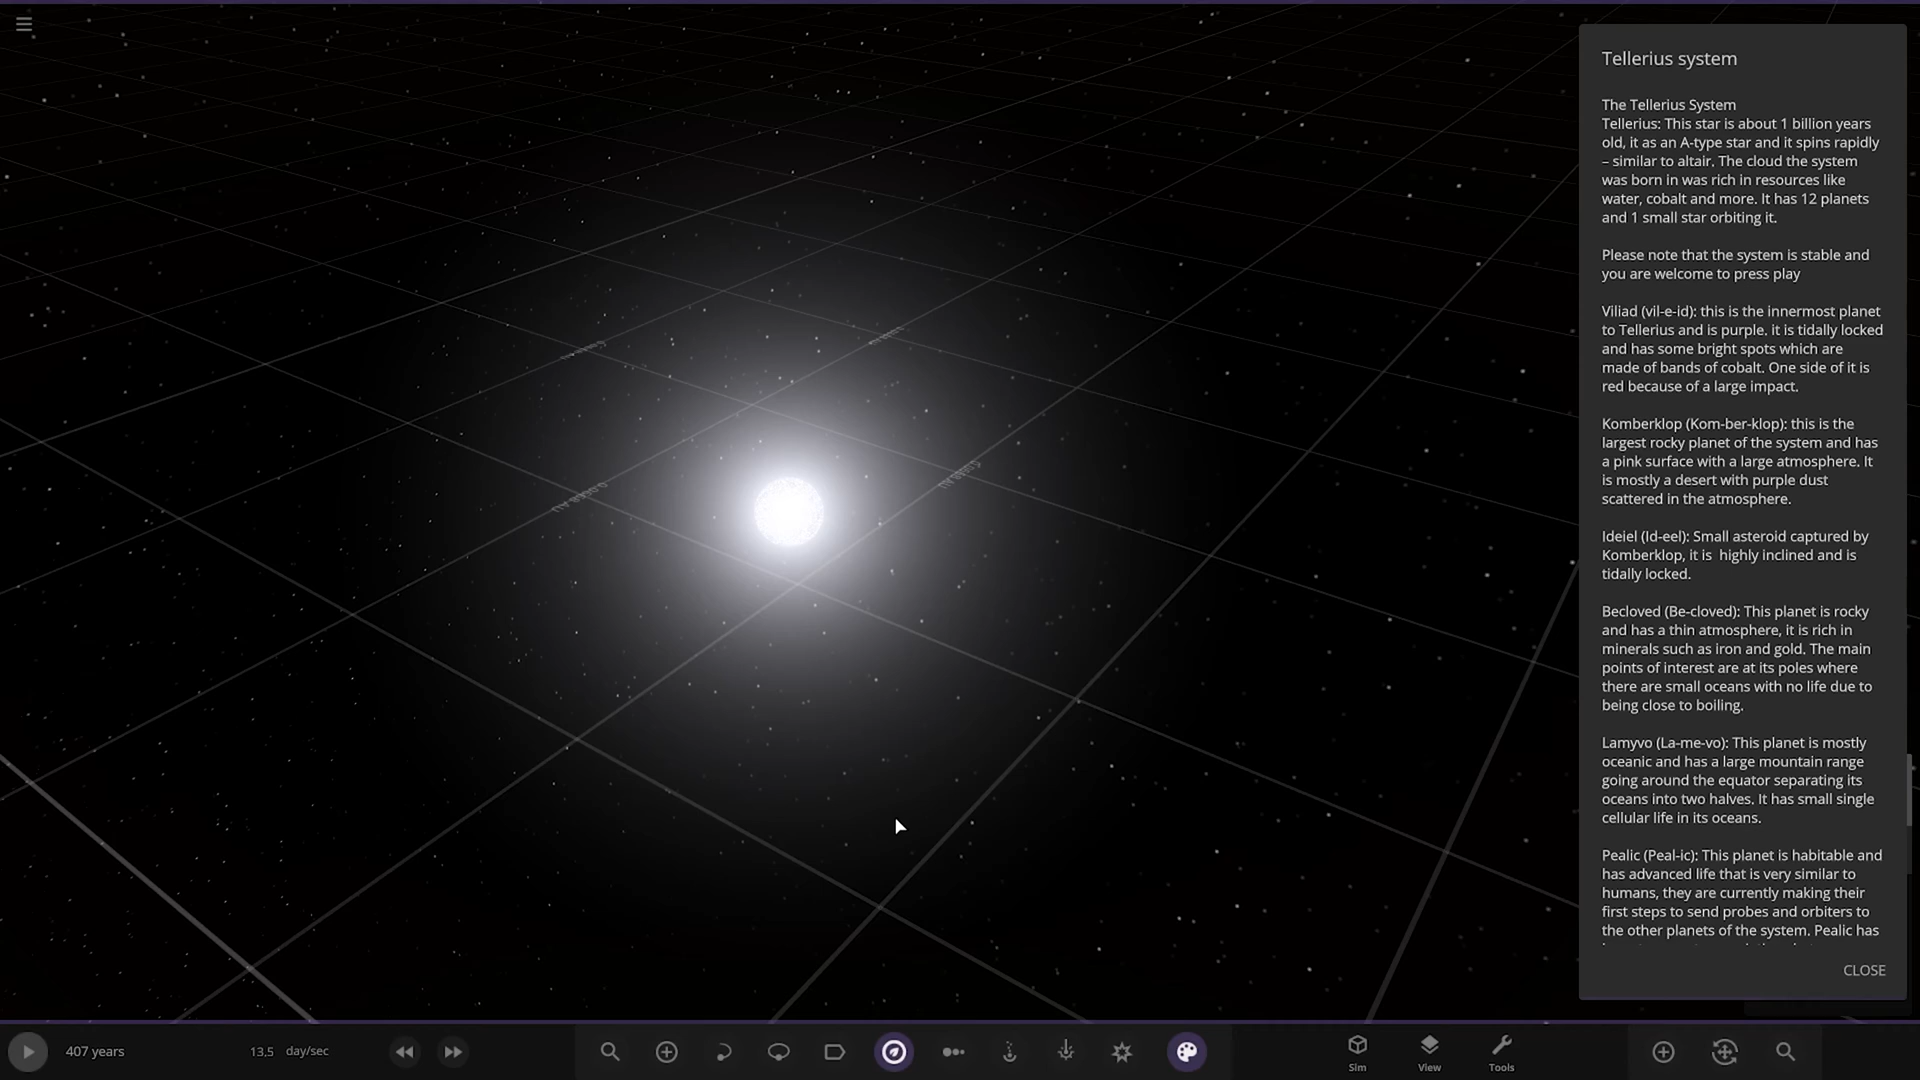 Tellerius system
The Tellerius System
Tellerius: This star is about 1 billion years
old, it as an A-type star and it spins rapidly
– similar to altair. The cloud the system
was born in was rich in resources like
water, cobalt and more. It has 12 planets
and 1 small star orbiting it.
Please note that the system is stable and
you are welcome to press play
Viliad (vil-e-id): this is the innermost planet
to Tellerius and is purple. it is tidally locked
and has some bright spots which are
made of bands of cobalt. One side of it is
red because of a large impact.
Komberklop (Kom-ber-klop): this is the
largest rocky planet of the system and has
a pink surface with a large atmosphere. It
is mostly a desert with purple dust
scattered in the atmosphere.
Ideiel (Id-eel): Small asteroid captured by
Komberklop, it is  highly inclined and is
tidally locked.
Becloved (Be-cloved): This planet is rocky
and has a thin atmosphere, it is rich in
minerals such as iron and gold. The main
points of interest are at its poles where
there are small oceans with no life due to
being close to boiling.
Lamyvo (La-me-vo): This planet is mostly
oceanic and has a large mountain range
going around the equator separating its
oceans into two halves. It has small single
cellular life in its oceans.
Pealic (Peal-ic): This planet is habitable and
has advanced life that is very similar to
humans, they are currently making their
first steps to send probes and orbiters to
the other planets of the system. Pealic has
CLOSE
407 years
13,5 day/sec
Sim
View
Tools